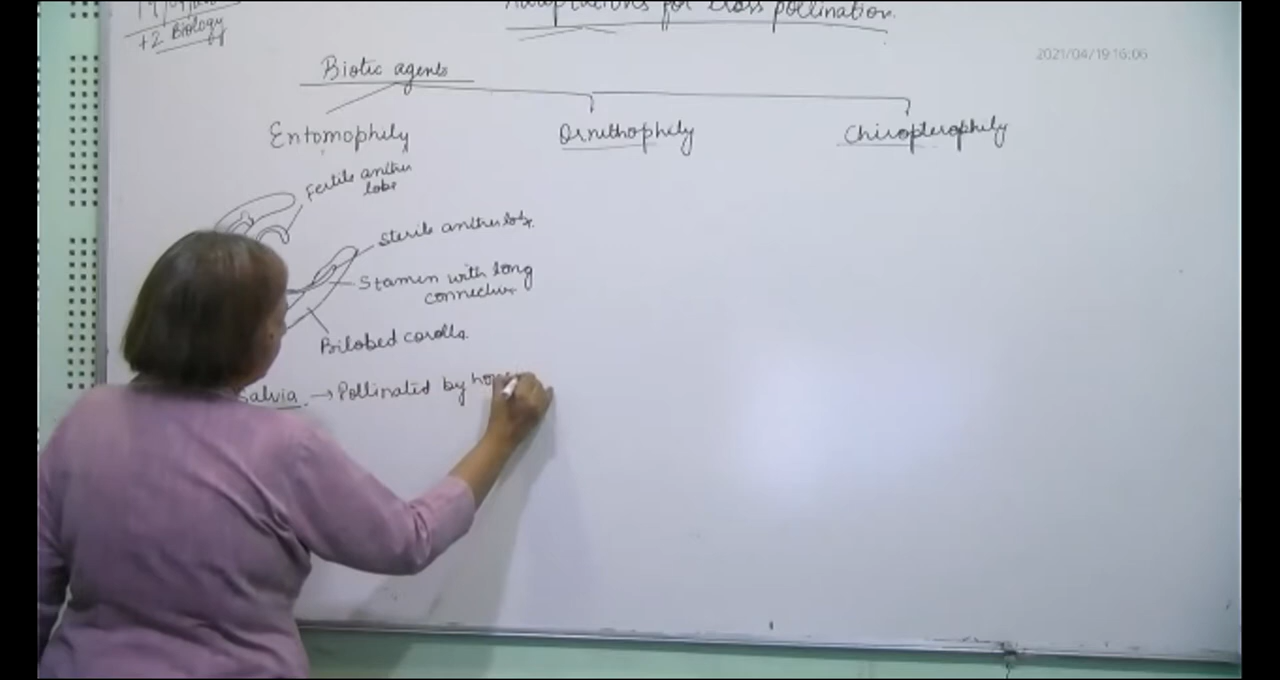 Adaptations for cross pollination.
+2 Biology
2021/04/19 16:06
Biotic agents
Entomophily
Ornithophily
Chiropterophily
Fertile anther
lobe
Sterile anther lobe.
Stamen with long
connective
Bilobed corolla.
Salvia → Pollinated by